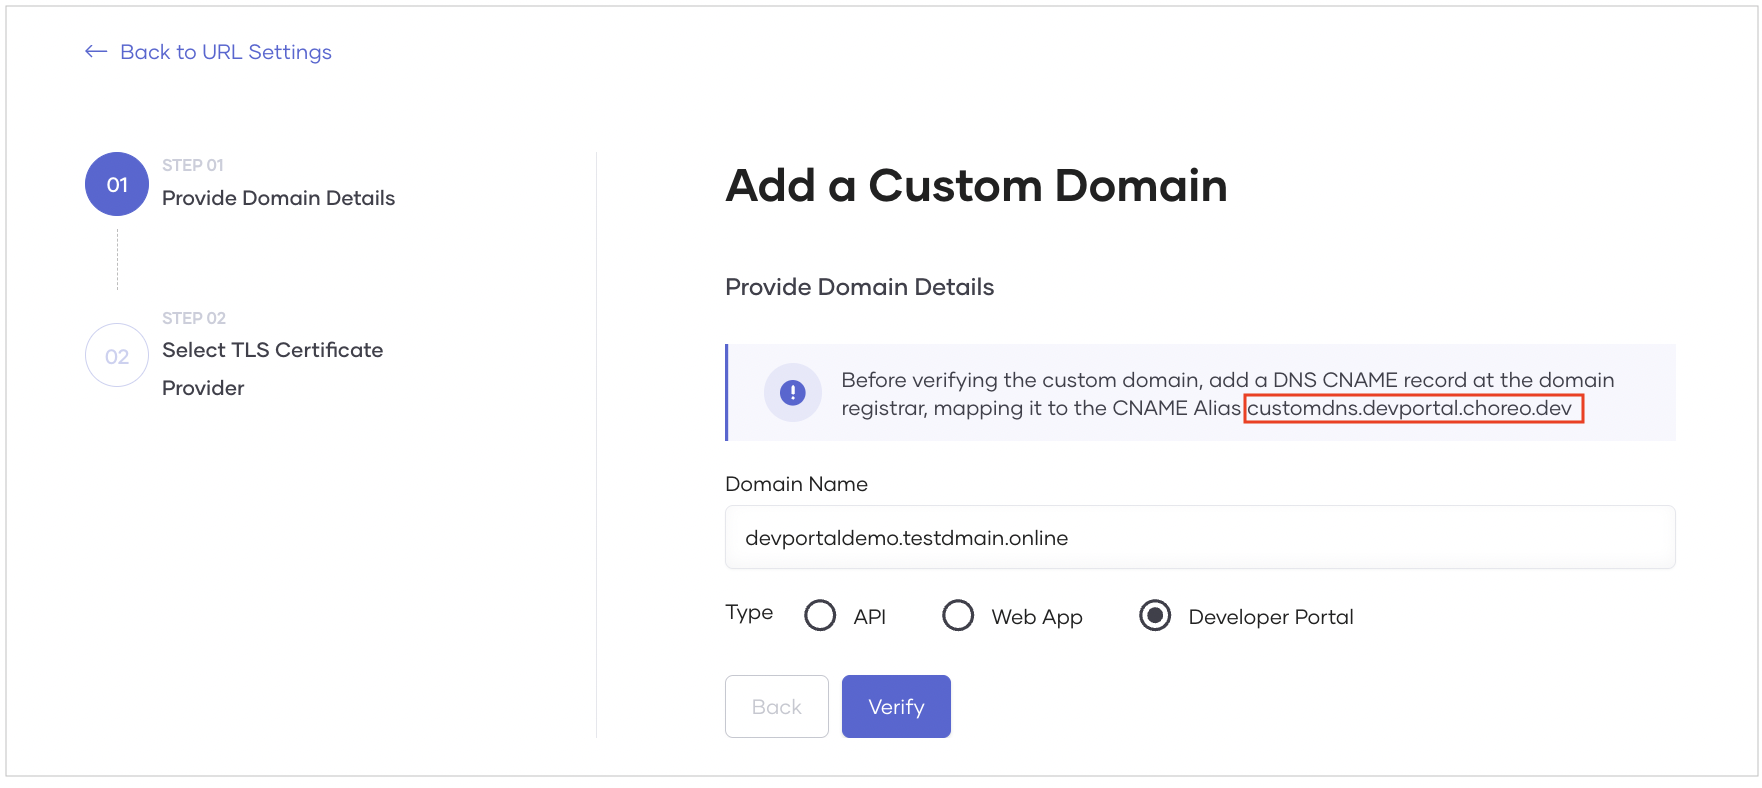 ← Back to URL Settings
01
STEP 01
Provide Domain Details
02
STEP 02
Select TLS Certificate
Provider
Add a Custom Domain
Provide Domain Details
Before verifying the custom domain, add a DNS CNAME record at the domain
registrar, mapping it to the CNAME Alias customdns.devportal.choreo.dev
Domain Name
devportaldemo.testdmain.online
Type API Web App Developer Portal
Back Verify